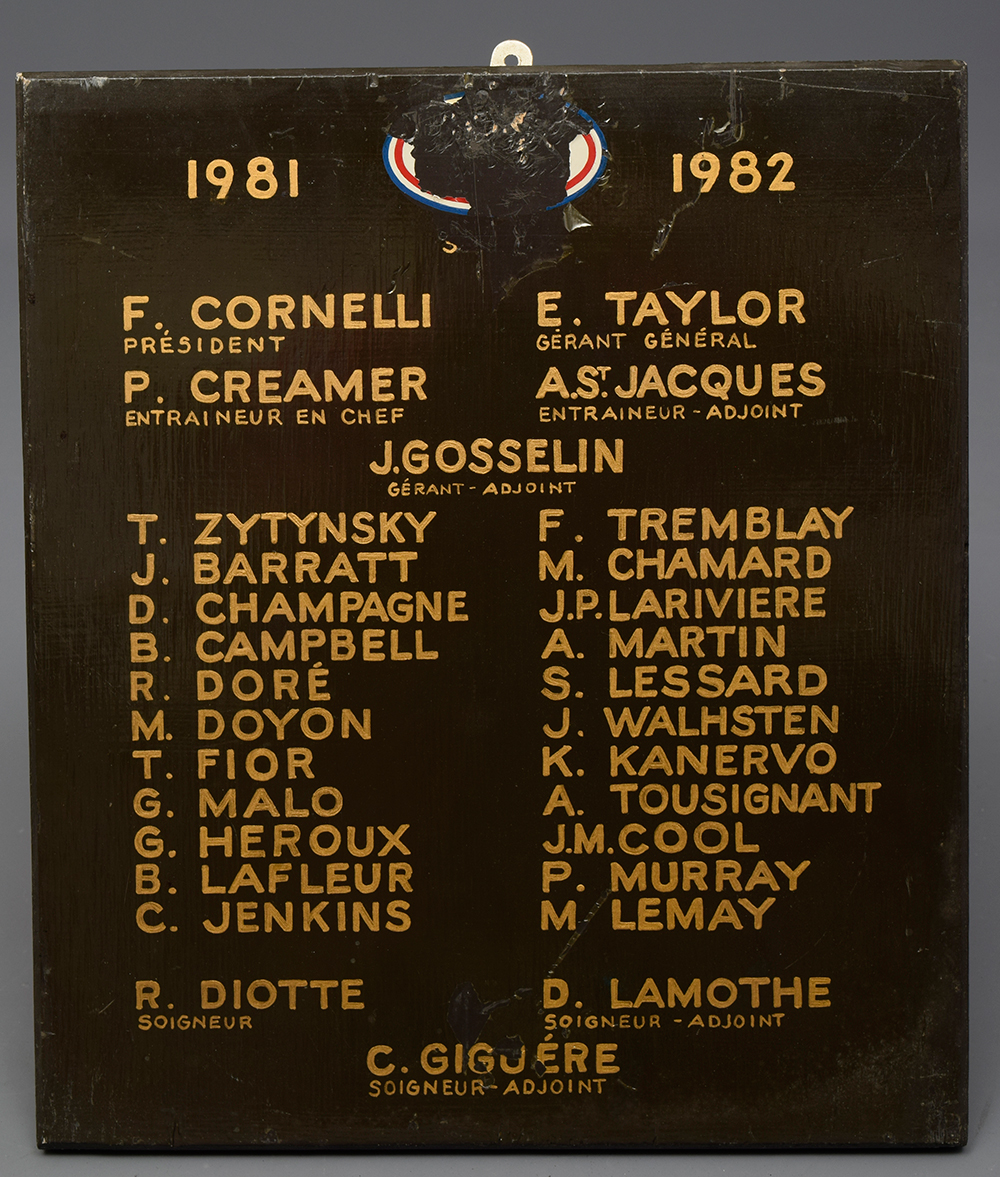 1981 1982
F. CORNELLI E. TAYLOR
PRÉSIDENT GÉRANT GÉNÉRAL
P. CREAMER A.ST. JACQUES
ENTRAINEUR EN CHEF ENTRAINEUR-ADJOINT
J.GOSSELIN
GÉRANT-ADJOINT
T. ZYTYNSKY F. TREMBLAY
J. BARRATT M. CHAMARD
D. CHAMPAGNE J.P. LARIVIERE
B. CAMPBELL A. MARTIN
R. DORÉ S. LESSARD
M. DOYON J. WALHSTEN
T. FIOR K. KANERVO
G. MALO A. TOUSIGNANT
G. HEROUX J.M. COOL
B. LAFLEUR P. MURRAY
C. JENKINS M LEMAY
R. DIOTTE D. LAMOTHE
SOIGNEUR SOIGNEUR-ADJOINT
C. GIGUÉRE
SOIGNEUR-ADJOINT